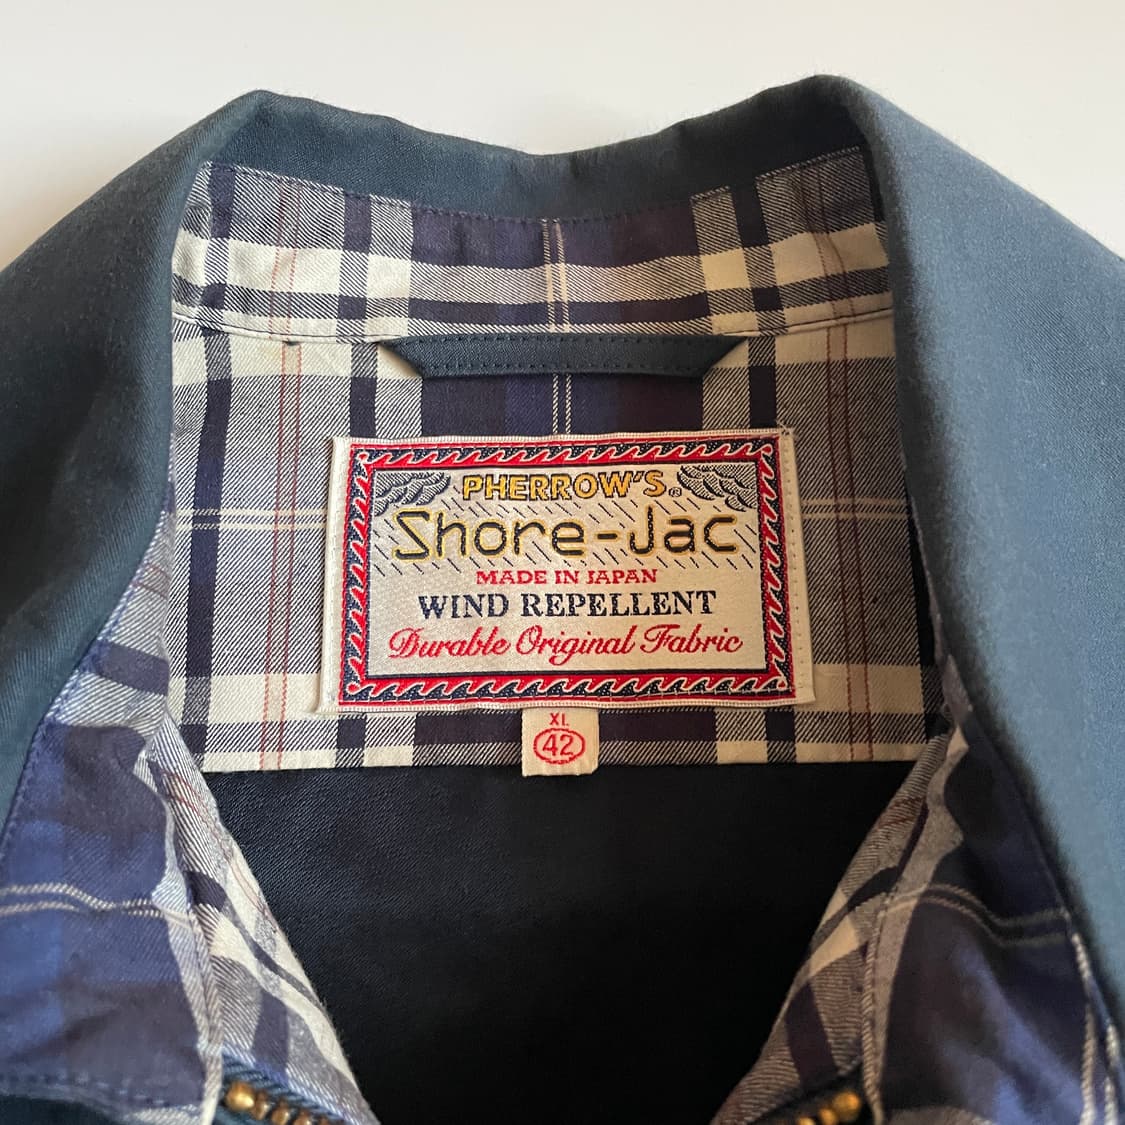 PHERROW'S®
Shore-Jac
MADE IN JAPAN
WIND REPELLENT
Durable Original Fabric
XL
42